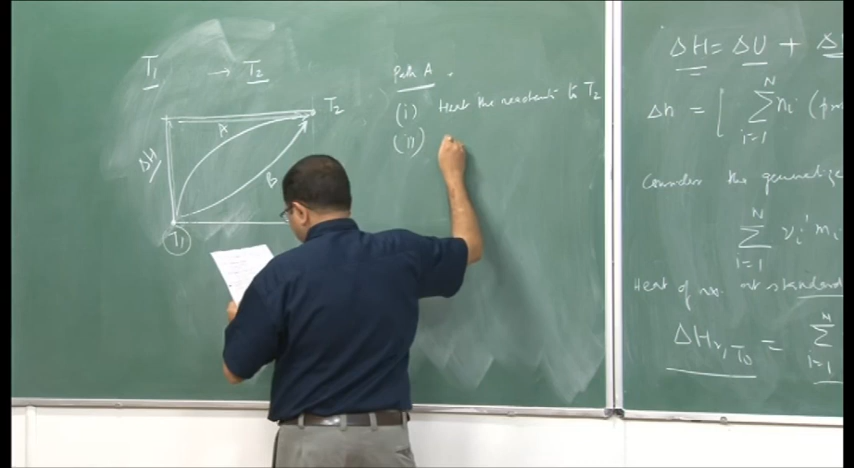 T₁ → T₂
T₂
A
ΔH
B
T₁
Path A.
(i) Heat the reactants to T₂
(ii)
ΔH = ΔU +
Δh = [ N Σ i=1 nᵢ
Consider the generalize
N Σ i=1 νᵢ' mᵢ
Heat of rxn. at standard
ΔHr,T₀ = N Σ i=1